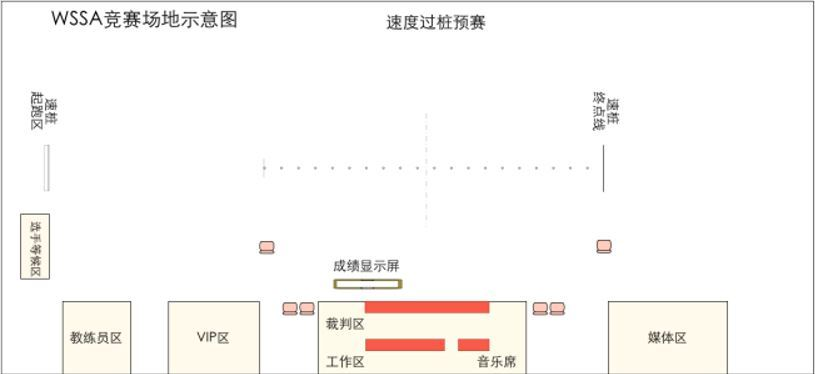 WSSA竞赛场地示意图
速度过桩预赛
速桩
起跑区
速桩
终点线
选手等候区
成绩显示屏
教练员区
VIP区
裁判区
工作区
音乐席
媒体区